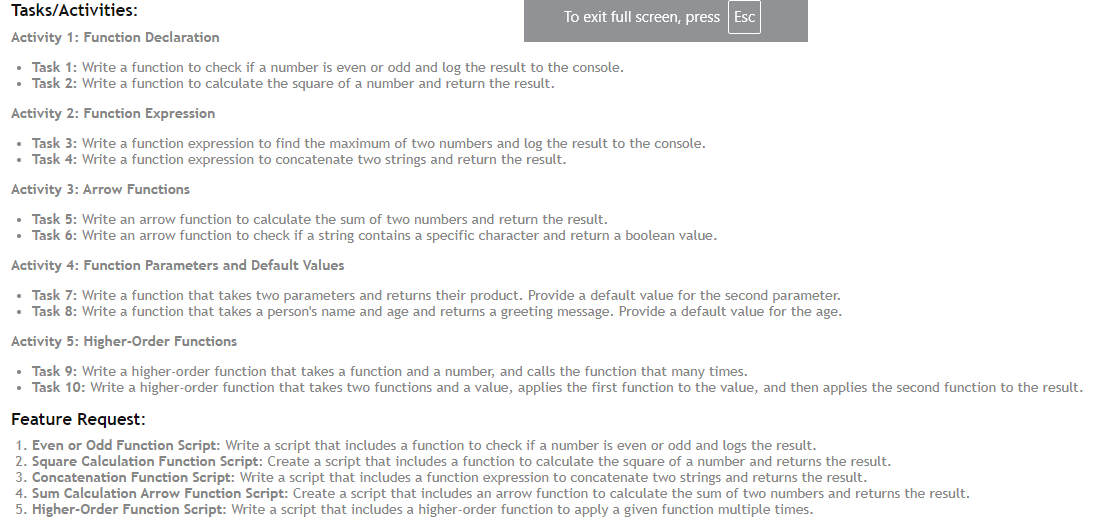 Tasks/Activities:
To exit full screen, press Esc
Activity 1: Function Declaration
• Task 1: Write a function to check if a number is even or odd and log the result to the console.
• Task 2: Write a function to calculate the square of a number and return the result.
Activity 2: Function Expression
• Task 3: Write a function expression to find the maximum of two numbers and log the result to the console.
• Task 4: Write a function expression to concatenate two strings and return the result.
Activity 3: Arrow Functions
• Task 5: Write an arrow function to calculate the sum of two numbers and return the result.
• Task 6: Write an arrow function to check if a string contains a specific character and return a boolean value.
Activity 4: Function Parameters and Default Values
• Task 7: Write a function that takes two parameters and returns their product. Provide a default value for the second parameter.
• Task 8: Write a function that takes a person's name and age and returns a greeting message. Provide a default value for the age.
Activity 5: Higher-Order Functions
• Task 9: Write a higher-order function that takes a function and a number, and calls the function that many times.
• Task 10: Write a higher-order function that takes two functions and a value, applies the first function to the value, and then applies the second function to the result.
Feature Request:
1. Even or Odd Function Script: Write a script that includes a function to check if a number is even or odd and logs the result.
2. Square Calculation Function Script: Create a script that includes a function to calculate the square of a number and returns the result.
3. Concatenation Function Script: Write a script that includes a function expression to concatenate two strings and returns the result.
4. Sum Calculation Arrow Function Script: Create a script that includes an arrow function to calculate the sum of two numbers and returns the result.
5. Higher-Order Function Script: Write a script that includes a higher-order function to apply a given function multiple times.